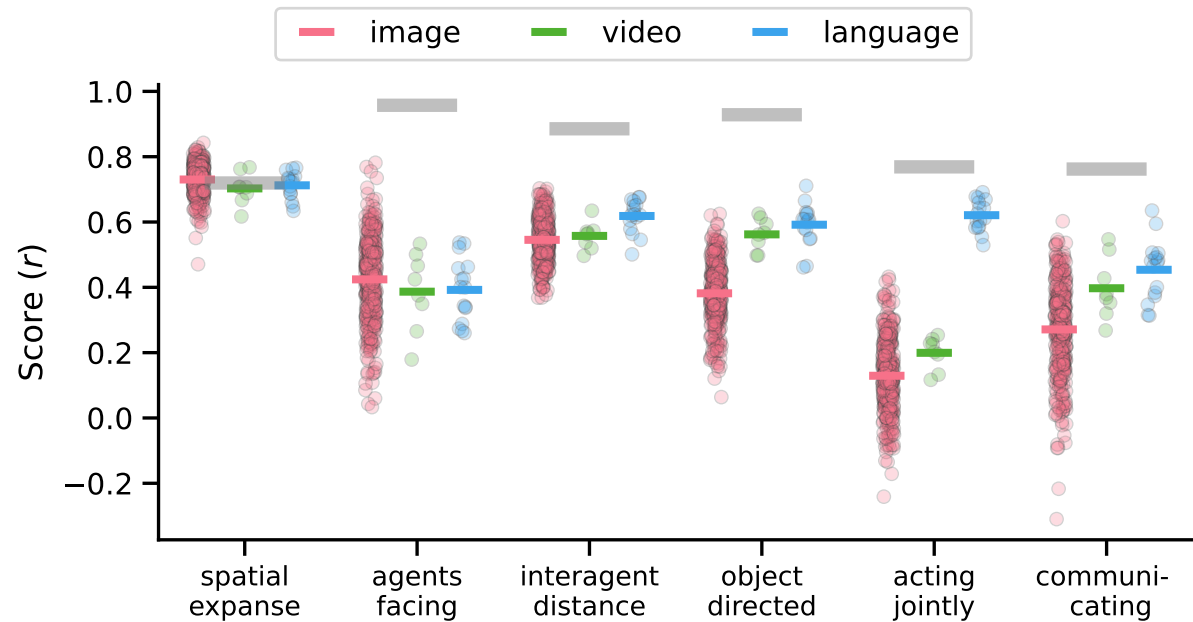 image video language
1.0
0.8
0.6
0.4
0.2
0.0
−0.2
Score (r)
spatial
expanse
agents
facing
interagent
distance
object
directed
acting
jointly
communi-
cating